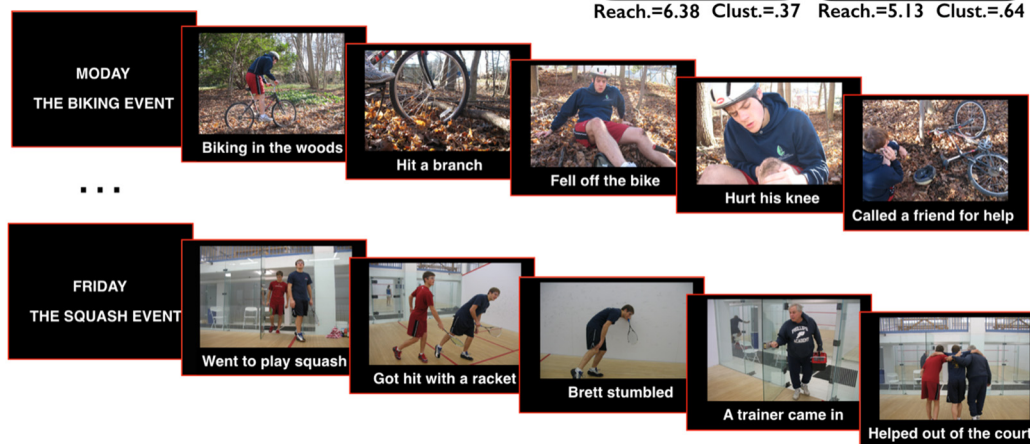 Reach.=6.38 Clust.=.37 Reach.=5.13 Clust.=.64
MODAY
THE BIKING EVENT
Biking in the woods
Hit a branch
Fell off the bike
Hurt his knee
Called a friend for help
...
FRIDAY
THE SQUASH EVENT
Went to play squash
Got hit with a racket
Brett stumbled
A trainer came in
Helped out of the cour